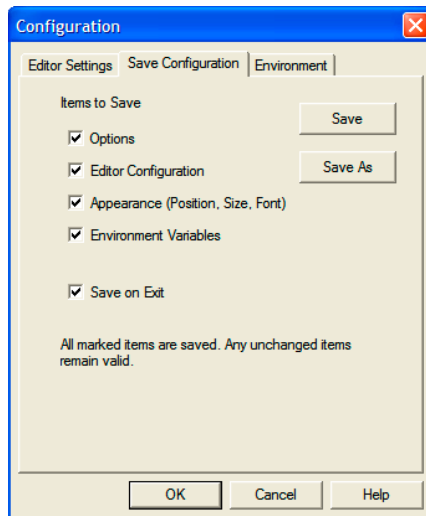 Configuration
Editor Settings
Save Configuration
Environment
Items to Save
Save
Options
Editor Configuration
Save As
Appearance (Position, Size, Font)
Environment Variables
Save on Exit
All marked items are saved. Any unchanged items
remain valid.
OK
Cancel
Help